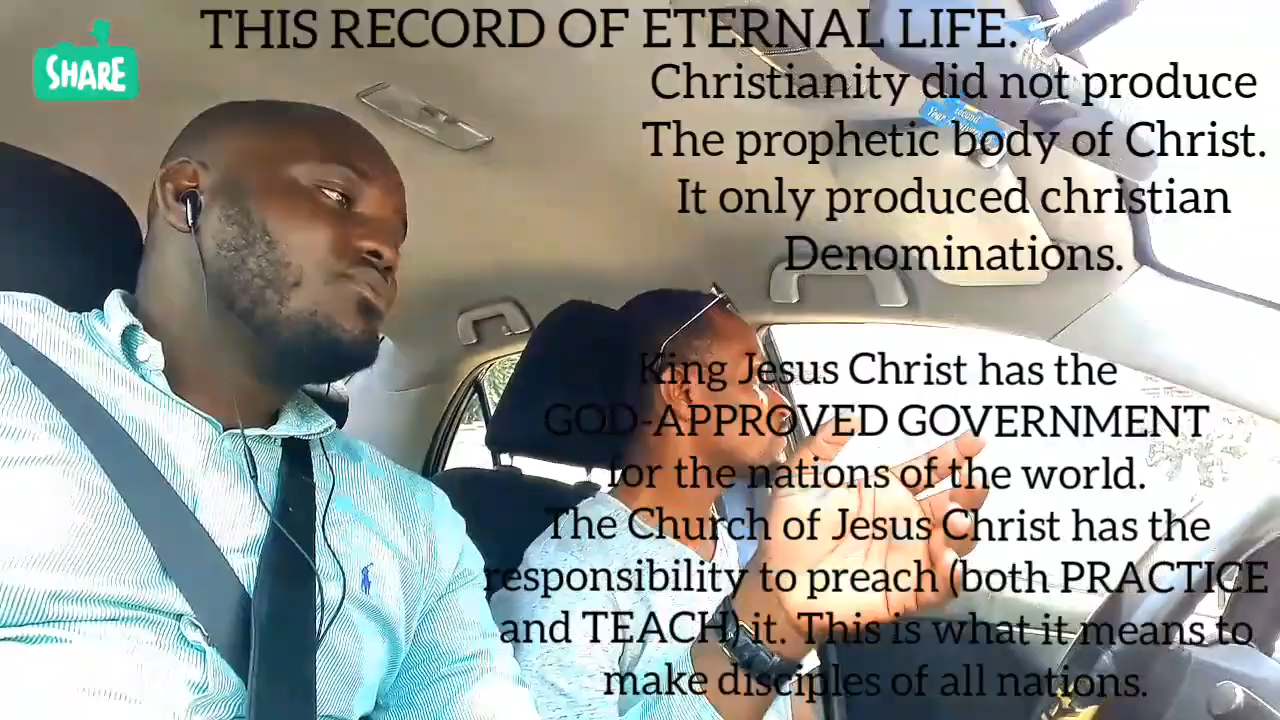 THIS RECORD OF ETERNAL LIFE.
SHARE
Christianity did not produce
The prophetic body of Christ.
It only produced christian
Denominations.
King Jesus Christ has the
GOD-APPROVED GOVERNMENT
for the nations of the world.
The Church of Jesus Christ has the
responsibility to preach (both PRACTICE
and TEACH) it. This is what it means to
make disciples of all nations.